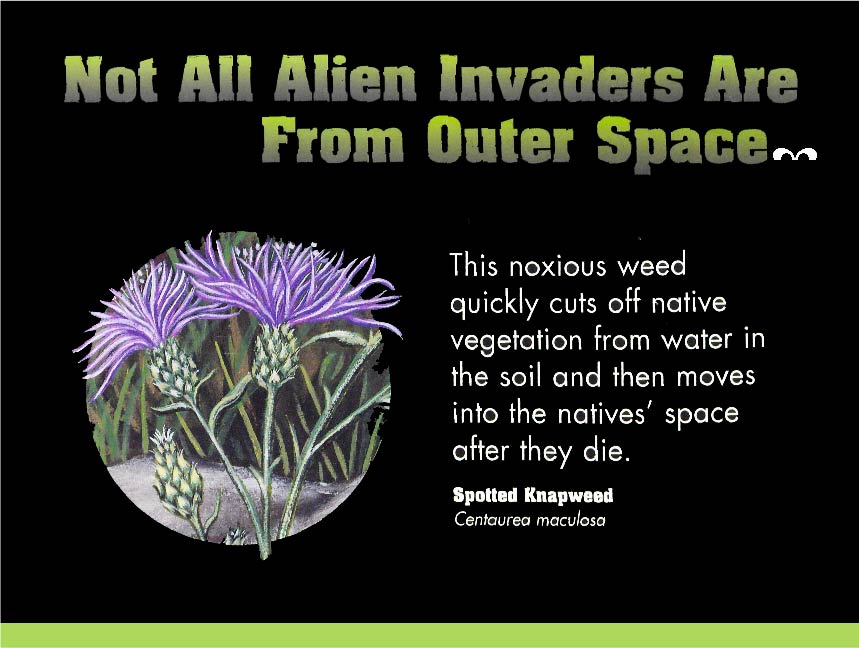 Not All Alien Invaders Are
From Outer Space..
This noxious weed
quickly cuts off native
vegetation from water in
the soil and then moves
into the natives' space
after they die.
Spotted Knapweed
Centaurea maculosa